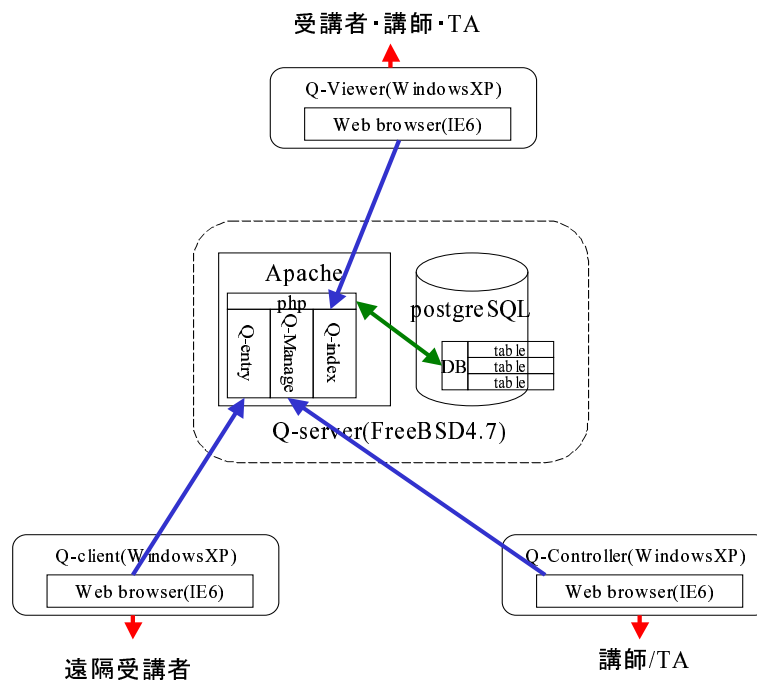 受講者・講師・TA
Q-Viewer(WindowsXP)
Web browser(IE6)
Apache
php
Q-entry
Q-Manage
Q-index
postgreSQL
DB
table
table
table
Q-server(FreeBSD4.7)
Q-client(WindowsXP)
Web browser(IE6)
遠隔受講者
Q-Controller(WindowsXP)
Web browser(IE6)
講師/TA